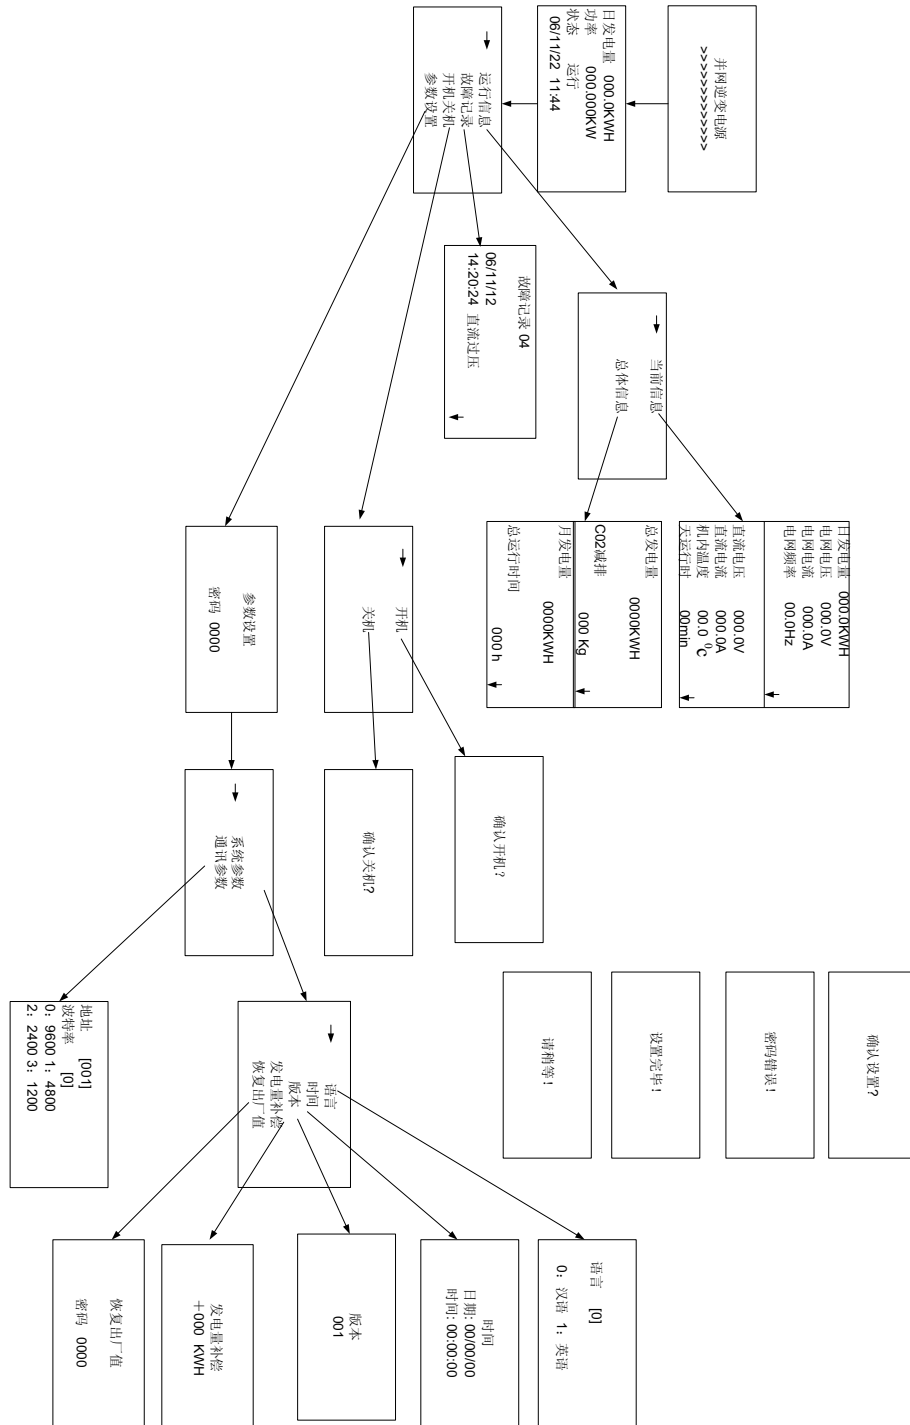 并网逆变电源
>>>>>>>>>>>>>>
日发电量 000.0KWH
功率 000.000KW
状态 运行
06/11/22 11:44
运行信息
故障记录
开机关机
参数设置
当前信息
总体信息
故障记录 04
06/11/12
14:20:24 直流过压
日发电量 000.0KWH
电网电压 000.0V
电网电流 000.0A
电网频率 00.0Hz
直流电压 000.0V
直流电流 000.0A
机内温度 00.0 ⁰C
天运行时 00min
总发电量 0000KWH
C02减排 000 Kg
月发电量 0000KWH
总运行时间 000 h
开机
关机
参数设置
密码 0000
确认开机?
确认关机?
系统参数
通讯参数
确认设置?
密码错误!
设置完毕!
请稍等!
语言
时间
版本
发电量补偿
恢复出厂值
地址 [001]
波特率 [0]
0: 9600 1: 4800
2: 2400 3: 1200
语言 [0]
0: 汉语 1: 英语
时间
日期: 00/00/00
时间: 00:00:00
版本
001
发电量补偿
+000 KWH
恢复出厂值
密码 0000